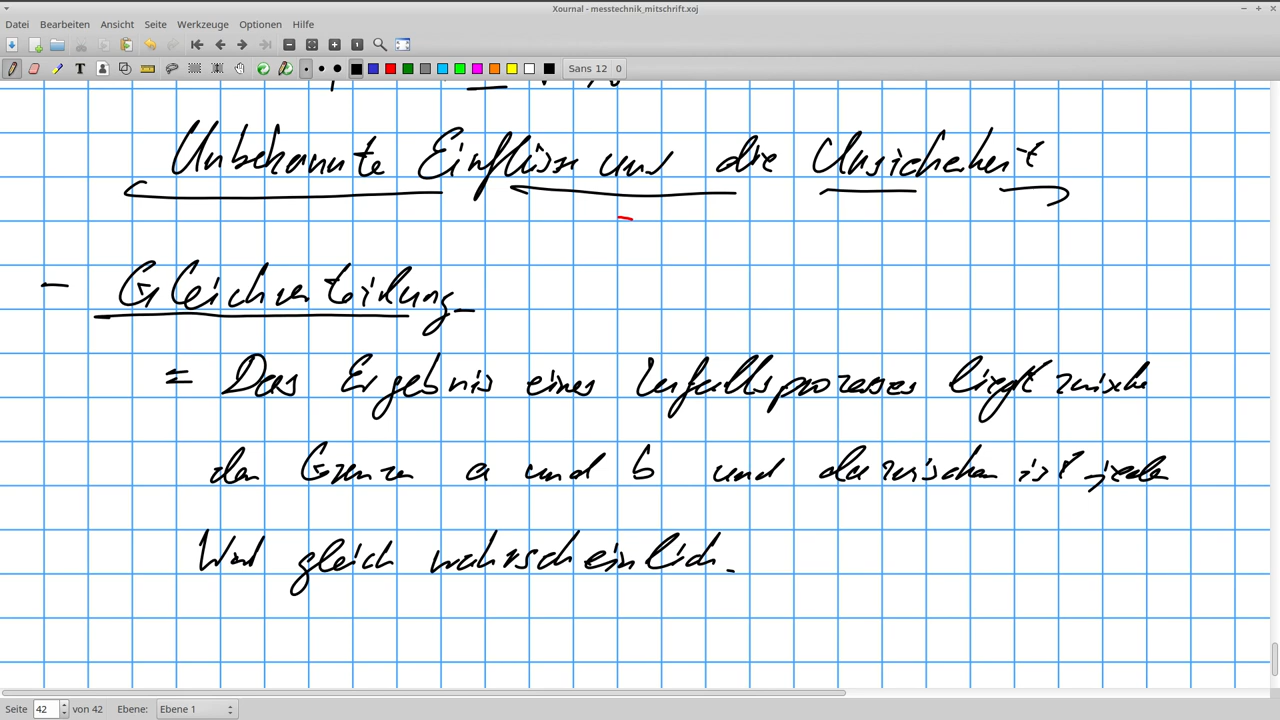 Xournal - messtechnik_mitschrift.xoj
Datei Bearbeiten Ansicht Seite Werkzeuge Optionen Hilfe
Sans 12 0
Unbekannte Einflüsse und die Unsicherheit
- Gleichverteilung
= Das Ergebnis eines Zufallsprozesses liegt zwischen
den Grenzen a und b und dazwischen ist jeder
Wert gleich wahrscheinlich.
Seite 42 von 42 Ebene: Ebene 1